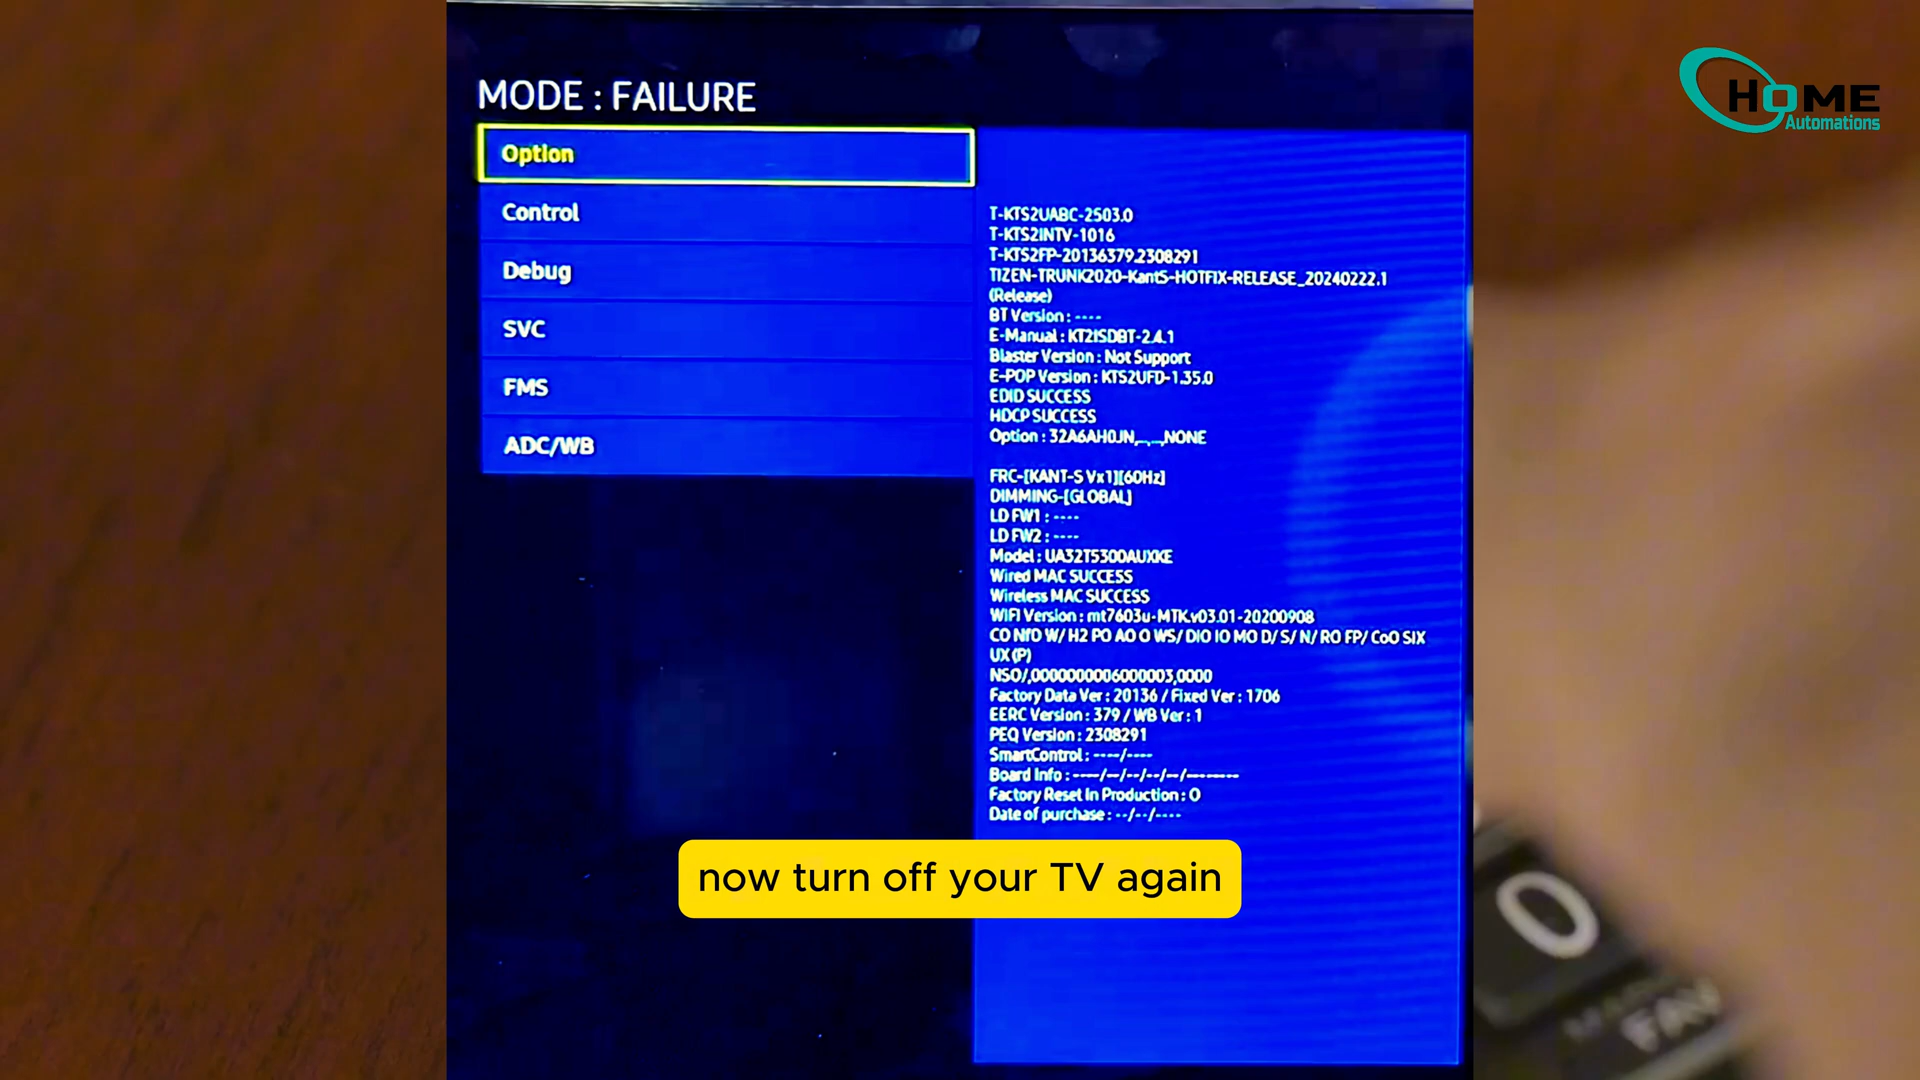 HOME
Automations
MODE : FAILURE
Option
Control
Debug
SVC
FMS
ADC/WB
T-KTS2UABC-2503.0
T-KTS2INTV-1016
T-KTS2FP-20136379.2308291
TIZEN-TRUNK2020-KantS-HOTFIX-RELEASE_20240222.1
(Release)
BT Version : ----
E-Manual : KT2ISDBT-2.4.1
Blaster Version : Not Support
E-POP Version : KTS2UFD-1.35.0
EDID SUCCESS
HDCP SUCCESS
Option : 32A6AH0JN,_,_,NONE
FRC-[KANT-S Vx1][60Hz]
DIMMING-[GLOBAL]
LD FW1 : ----
LD FW2 : ----
Model : UA32T5300AUXKE
Wired MAC SUCCESS
Wireless MAC SUCCESS
WIFI Version : mt7603u-MTK.v03.01-20200908
CO NfD W/ H2 PO AO O WS/ DIO IO MO D/ S/ N/ RO FP/ CoO SIX
UX (P)
NSO/,0000000006000003,0000
Factory Data Ver : 20136 / Fixed Ver : 1706
EERC Version : 379 / WB Ver : 1
PEQ Version : 2308291
SmartControl : ----/----
Board Info : ----/--/--/--/--/--------
Factory Reset In Production : O
Date of purchase : --/--/----
now turn off your TV again
0
FAV